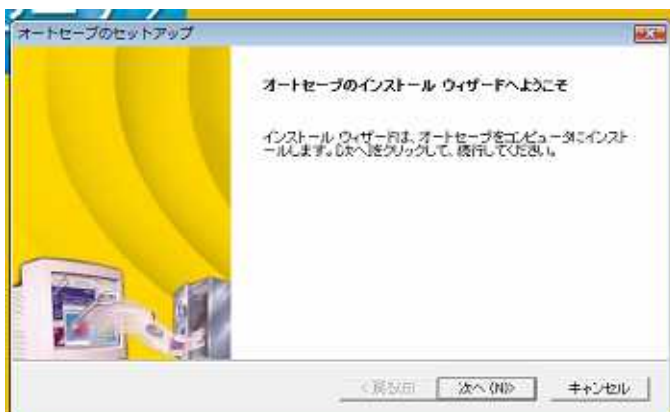 オートセーブのセットアップ
オートセーブのインストール ウィザードへようこそ
インストール ウィザードは、オートセーブをコンピュータにインスト
ールします。[次へ]をクリックして、続行してください。
< 戻る(B) 次へ(N)> キャンセル